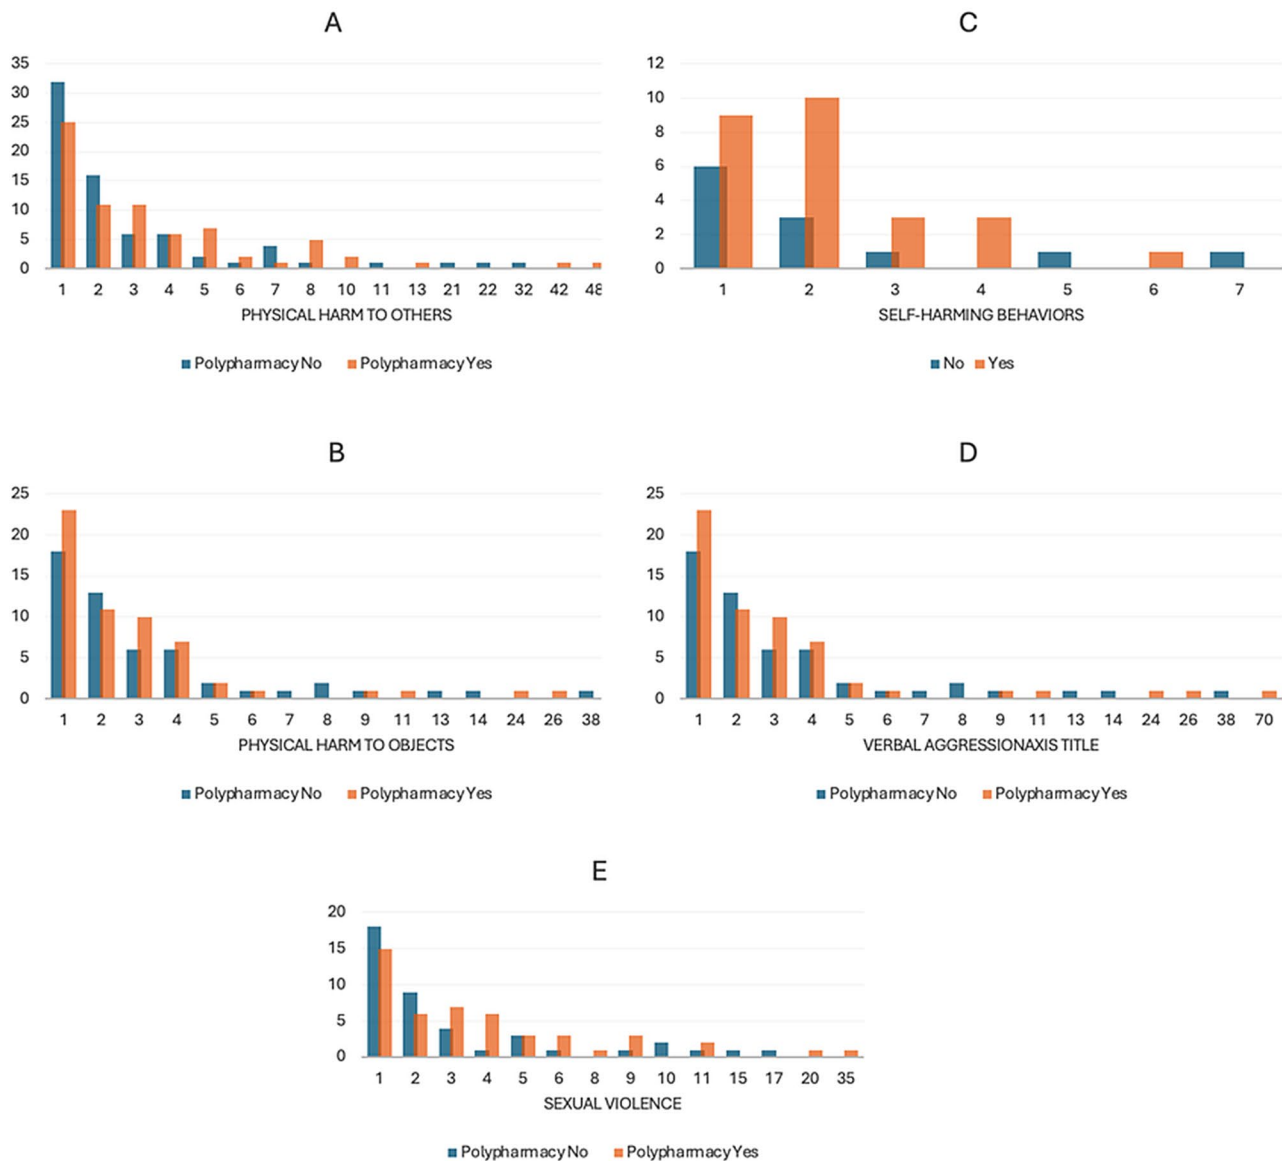 A
35
30
25
20
15
10
5
0
1 2 3 4 5 6 7 8 10 11 13 21 22 32 42 48
PHYSICAL HARM TO OTHERS
Polypharmacy No Polypharmacy Yes
C
12
10
8
6
4
2
0
1 2 3 4 5 6 7
SELF-HARMING BEHAVIORS
No Yes
B
25
20
15
10
5
0
1 2 3 4 5 6 7 8 9 11 13 14 24 26 38
PHYSICAL HARM TO OBJECTS
Polypharmacy No Polypharmacy Yes
D
25
20
15
10
5
0
1 2 3 4 5 6 7 8 9 11 13 14 24 26 38 70
VERBAL AGGRESSIONAXIS TITLE
Polypharmacy No Polypharmacy Yes
E
20
15
10
5
0
1 2 3 4 5 6 8 9 10 11 15 17 20 35
SEXUAL VIOLENCE
Polypharmacy No Polypharmacy Yes